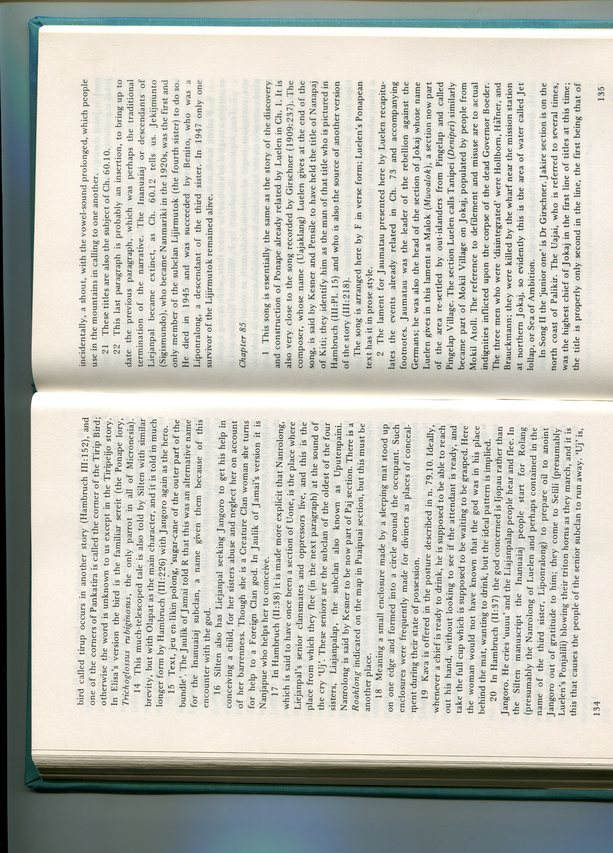 bird called tirup occurs in another story (Hambruch III:152), and
one of the corners of Pankatira is called the corner of the Tirip Bird;
otherwise the word is unknown to us except in the Tiripeijo story.
In Elisa's version the bird is the familiar sereit (the Ponape lory,
Trichoglossus rubiginosus, the only parrot in all of Micronesia).
14 This much-telescoped tale is also told by Silten with similar
brevity, but with Olapat as the main character, and it is told in much
longer form by Hambruch (III:226) with Jangoro again as the hero.
15 Text, jeu en likin polong, 'sugar-cane of the outer part of the
bundle'. The Jaulik of Jamai told R that this was an alternative name
for the Inanuaiaj subclan, a name given them because of this
encounter with the god.
16 Silten also has Liejanpal seeking Jangoro to get his help in
conceiving a child, for her sisters abuse and neglect her on account
of her barrenness. Though she is a Creature Clan woman she turns
for help to a Foreign Clan god. In Jaulik of Jamai's version it is
Nanjapue who helps her to conceive.
17 In Hambruch (II:38) it is made more explicit that Nanrolong,
which is said to have once been a section of Uone, is the place where
Liejanpal's senior clansmates and oppressors live, and this is the
place from which they flee (in the next paragraph) at the sound of
the cry 'Uj'. These seniors are the subclan of the oldest of the four
sisters, Liajanpalap, the subclan also known as Uputenpaini.
Nanrolong is said by Kesner to be now part of Paj section. There is a
Roahlong indicated on the map in Puaipuai section, but this must be
another place.
18 Meaning a small enclosure made by a sleeping mat stood up
on one edge and formed into a circle around the occupant. Such
enclosures were frequently made for diviners as places of conceal-
ment during their state of possession.
19 Kava is offered in the posture described in n. 79.10. Ideally,
whenever a chief is ready to drink, he is supposed to be able to reach
out his hand, without looking to see if the attendant is ready, and
take the full cup which is supposed to be waiting to be grasped. Here
the woman would not have known that the god was in his place
behind the mat, wanting to drink, but the ideal pattern is implied.
20 In Hambruch (II:37) the god concerned is Ijopau rather than
Jangoro. He cries 'uuuu' and the Liajanpalap people hear and flee. In
the Silten manuscript the Inanuaiaj people start for Rolang
(presumably the Nanrolong of Luelen and perhaps contained in the
name of the third sister, Liponralong) to prepare oil to anoint
Jangoro out of gratitude to him; they come to Selili (presumably
Luelen's Ponjalili) blowing their triton horns as they march, and it is
this that causes the people of the senior subclan to run away. 'Uj' is,
134
incidentally, a shout, with the vowel-sound prolonged, which people
use in the mountains in calling to one another.
21 These titles are also the subject of Ch. 60.10.
22 This last paragraph is probably an insertion, to bring up to
date the previous paragraph, which was perhaps the traditional
termination of the narrative. The Inanuaiaj or descendants of
Liejanpal became extinct, as Ch. 60.12 tells us. Jekijmunto
(Sigismundo), who became Nanmariki in the 1920s, was the first and
only member of the subclan Lijirmutok (the fourth sister) to do so.
He died in 1945 and was succeeded by Benito, who was a
Liponralong, a descendant of the third sister. In 1947 only one
survivor of the Lijirmutok remained alive.
Chapter 85
1 This song is essentially the same as the story of the discovery
and construction of Ponape already related by Luelen in Ch. 1. It is
also very close to the song recorded by Girschner (1909:237). The
composer, whose name (Uajaklang) Luelen gives at the end of the
song, is said by Kesner and Pensile to have held the title of Nanapaj
of Kiti; they identify him as the man of that title who is pictured in
Hambruch (III:Pl. 15) and who is also the source of another version
of the story (III:218).
The song is arranged here by F in verse form; Luelen's Ponapean
text has it in prose style.
2 The lament for Jaumatau presented here by Luelen recapitu-
lates the events already related in Ch. 73 and accompanying
footnotes. Jaumatau was the leader of the rebellion against the
Germans; he was also the head of the section of Jokaj whose name
Luelen gives in this lament as Malok (Mwoalok), a section now part
of the area re-settled by out-islanders from Pingelap and called
Pingelap Village. The section Luelen calls Tanipei (Denipei) similarly
became part of Mokil Village on Jokaj, populated by people from
Mokil Atoll. The reference to defilement and misuse are to actual
indignities inflicted upon the corpse of the dead Governor Boeder.
The three men who were 'disintegrated' were Hollborn, Häfner, and
Brauckmann; they were killed by the wharf near the mission station
at northern Jokaj, so evidently this is the area of water called Jet
Iollap, or Sea of Ambition.
In Song II the 'junior one' is Dr Girschner. Jakire section is on the
north coast of Palikir. The Uajai, who is referred to several times,
was the highest chief of Jokaj in the first line of titles at this time;
the title is properly only second in the line, the first being that of
135